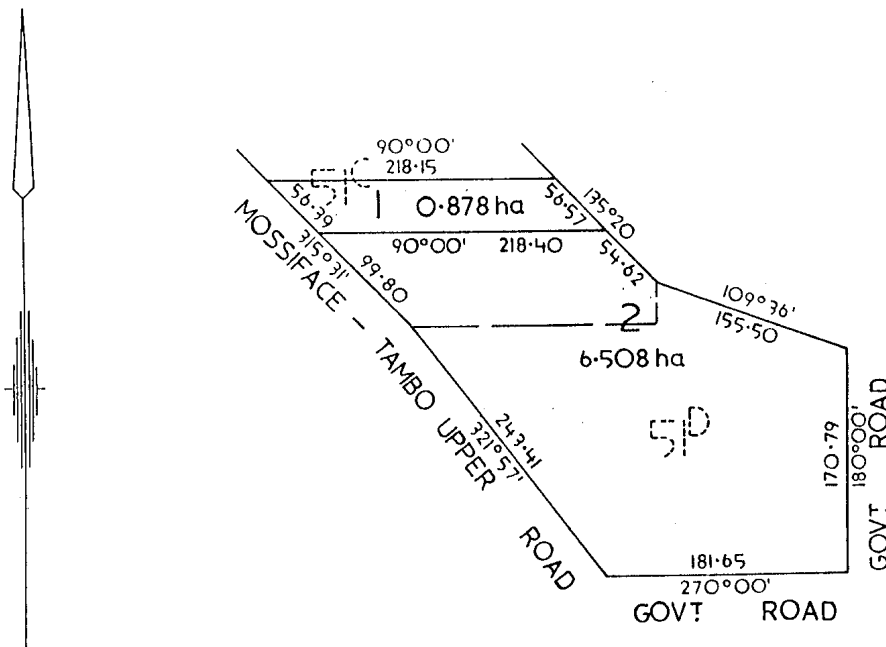 90°00'
218·15
51C
1
0·878 ha
56·39
56·57
135°20
MOSSIFACE - TAMBO UPPER ROAD
315°31'
99·80
90°00'
218·40
54·62
2
6·508 ha
109°36'
155·50
51D
243·41
321°57'
170·79
180°00'
GOVT. ROAD
181·65
270°00'
GOVT. ROAD